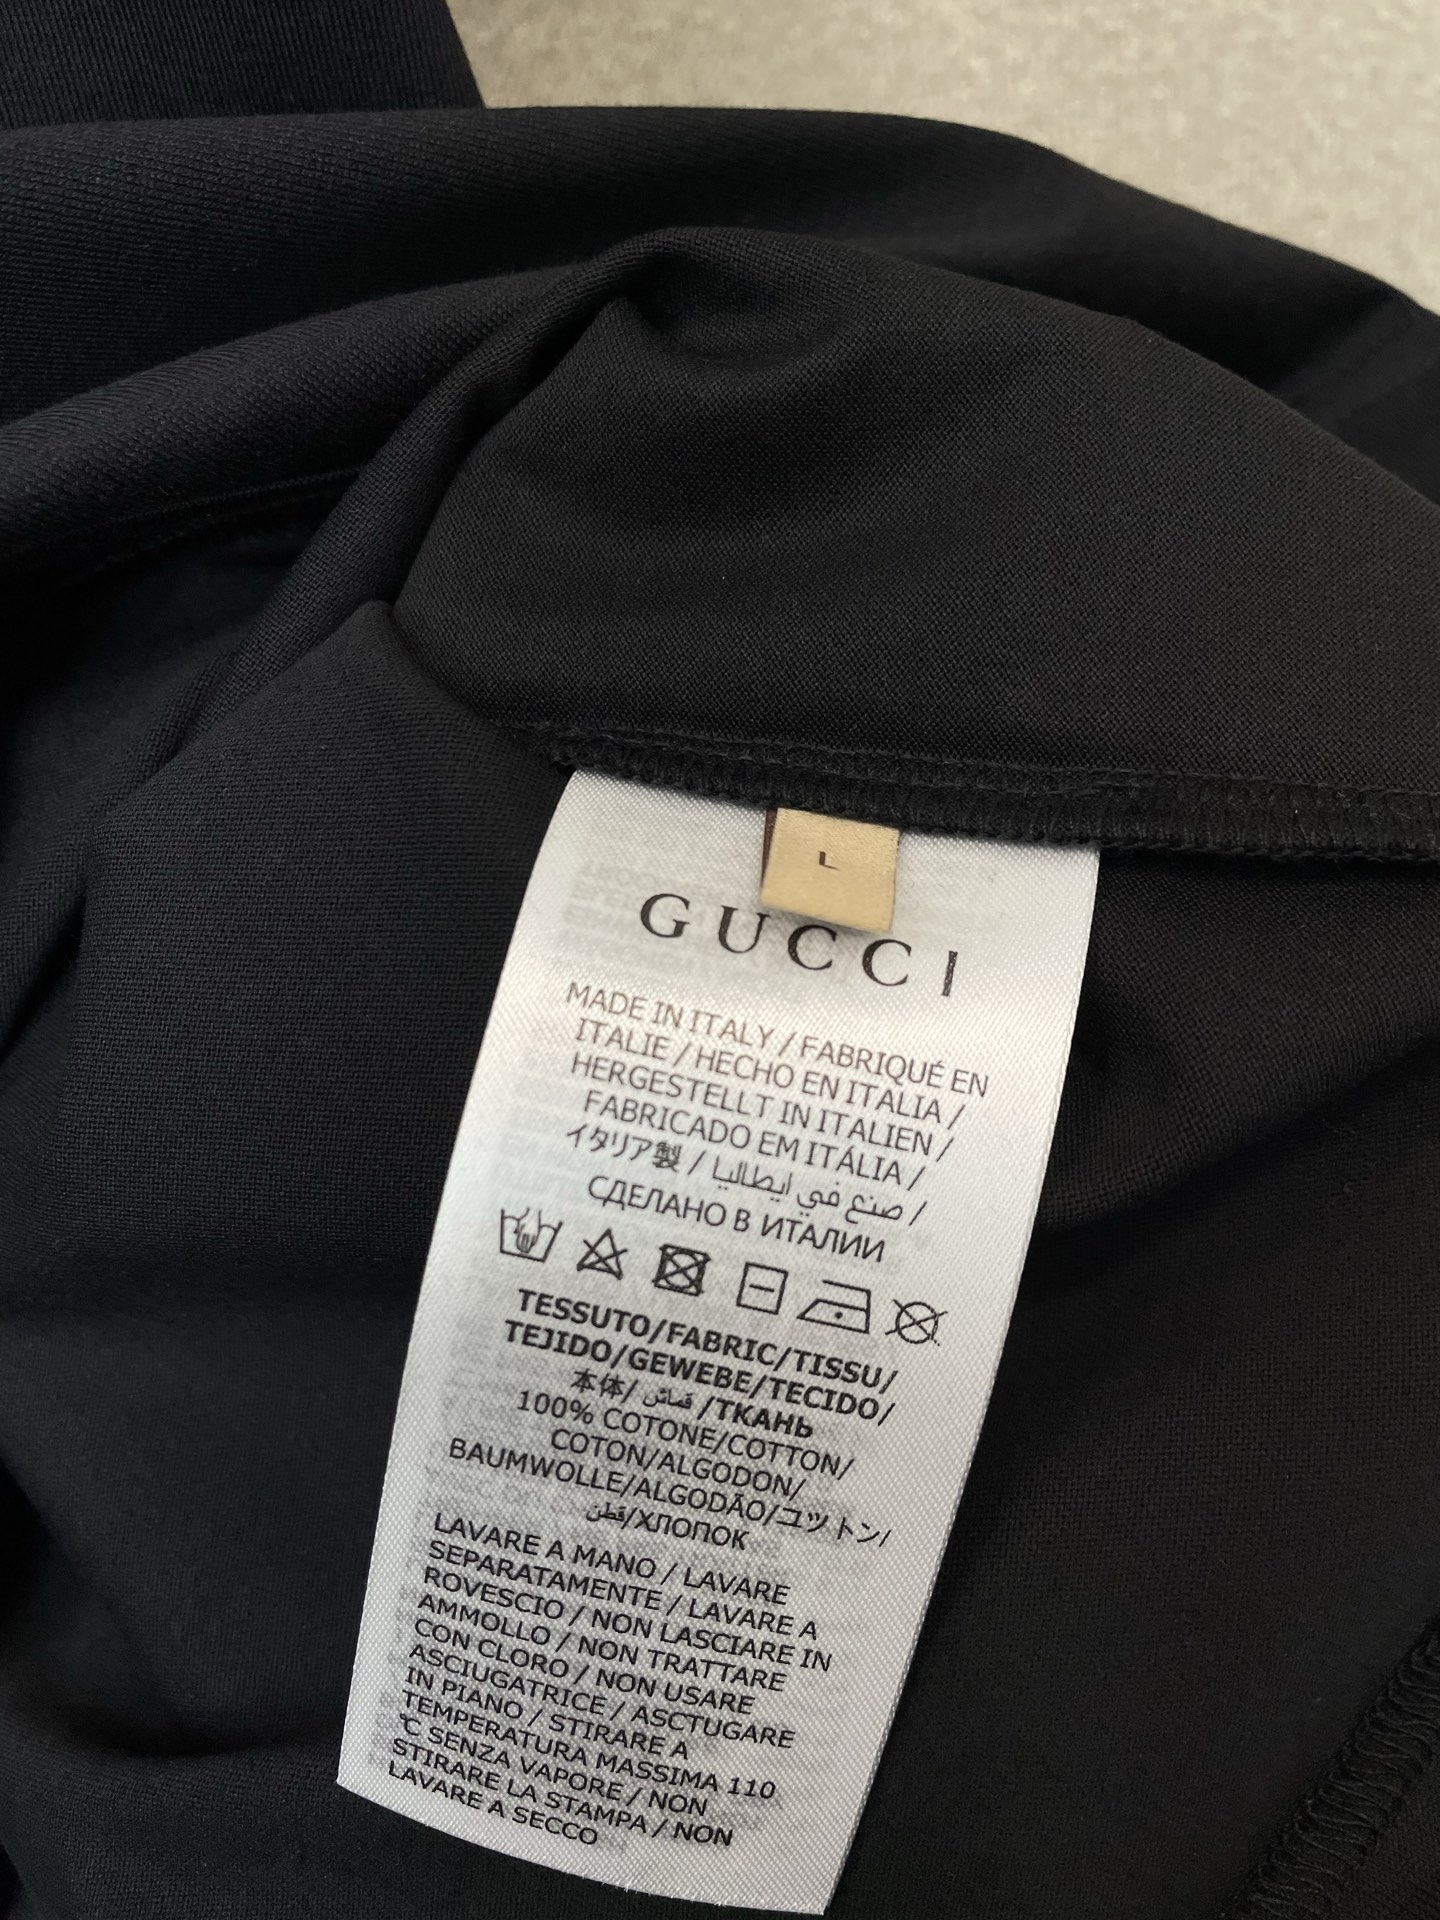 L
GUCCI
MADE IN ITALY / FABRIQUÉ EN
ITALIE / HECHO EN ITALIA /
HERGESTELLT IN ITALIEN /
FABRICADO EM ITÁLIA /
イタリア製 / صنع في ايطاليا /
СДЕЛАНО В ИТАЛИИ
TESSUTO/FABRIC/TISSU/
TEJIDO/GEWEBE/TECIDO/
本体/ قماش /ТКАНЬ
100% COTONE/COTTON/
COTON/ALGODON/
BAUMWOLLE/ALGODÃO/コットン/
قطن/ХЛОПОК
LAVARE A MANO / LAVARE
SEPARATAMENTE / LAVARE A
ROVESCIO / NON LASCIARE IN
AMMOLLO / NON TRATTARE
CON CLORO / NON USARE
ASCIUGATRICE / ASCTUGARE
IN PIANO / STIRARE A
TEMPERATURA MASSIMA 110
°C SENZA VAPORE / NON
STIRARE LA STAMPA / NON
LAVARE A SECCO